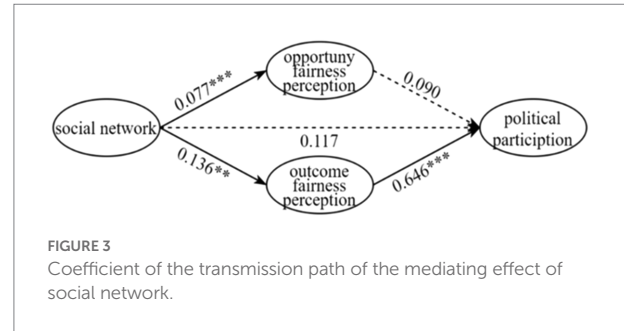 opportuny
fairness
perception
0.077***
0.090
social network
0.117
political
particiption
0.136**
outcome
fairness
perception
0.646***
FIGURE 3
Coefficient of the transmission path of the mediating effect of
social network.